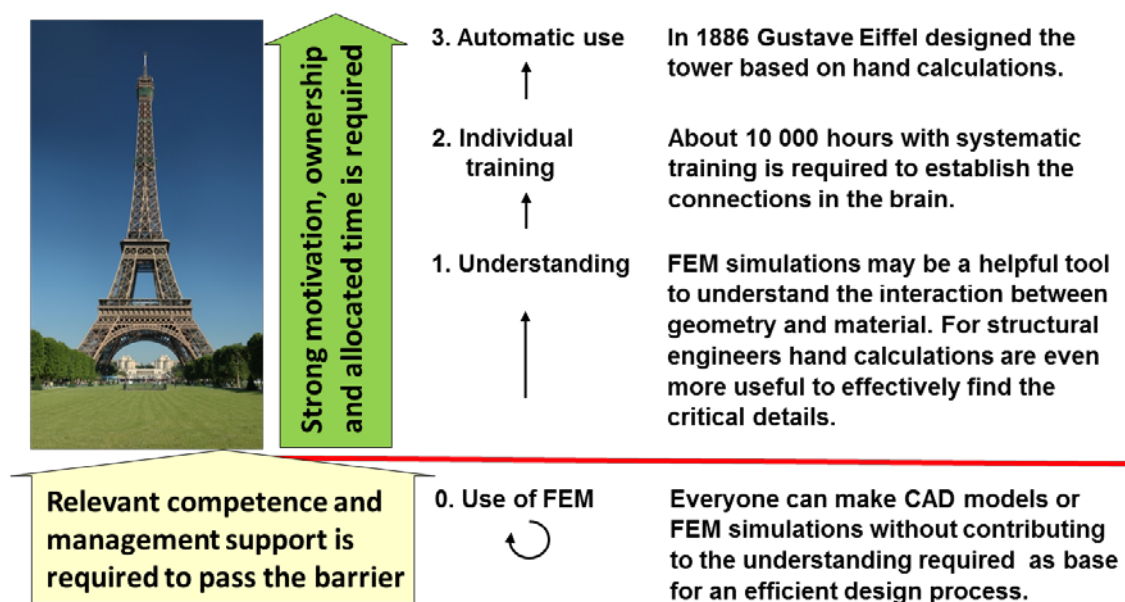 Strong motivation, ownership
and allocated time is required
3. Automatic use
In 1886 Gustave Eiffel designed the
tower based on hand calculations.
2. Individual
training
About 10 000 hours with systematic
training is required to establish the
connections in the brain.
1. Understanding
FEM simulations may be a helpful tool
to understand the interaction between
geometry and material. For structural
engineers hand calculations are even
more useful to effectively find the
critical details.
Relevant competence and
management support is
required to pass the barrier
0. Use of FEM
Everyone can make CAD models or
FEM simulations without contributing
to the understanding required as base
for an efficient design process.